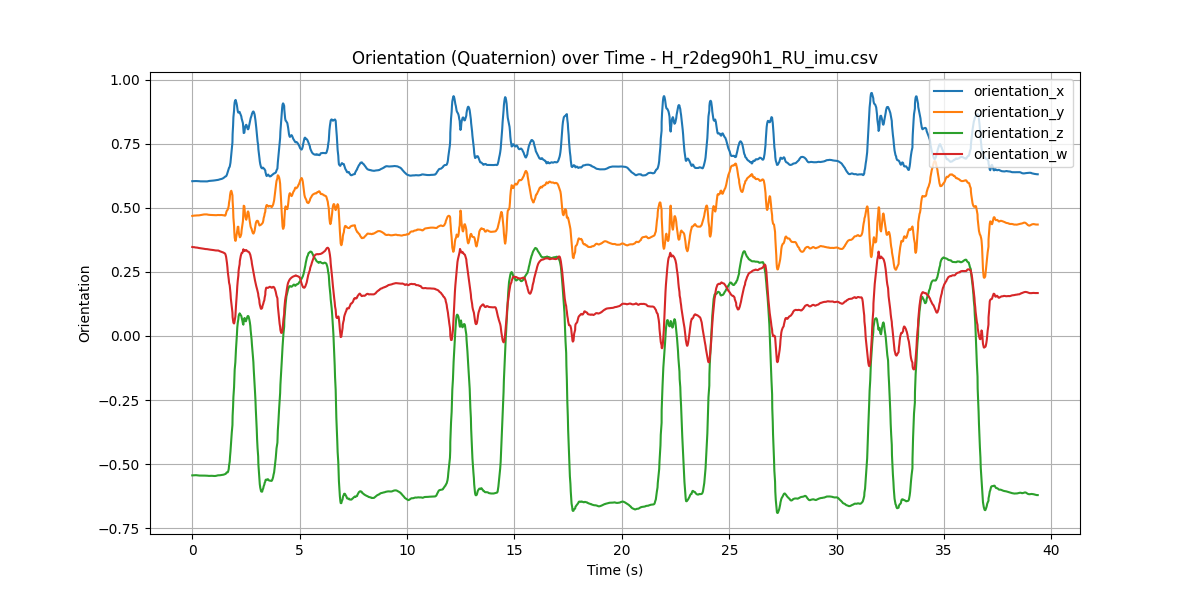 Orientation (Quaternion) over Time - H_r2deg90h1_RU_imu.csv
orientation_x
orientation_y
orientation_z
orientation_w
1.00
0.75
0.50
0.25
0.00
−0.25
−0.50
−0.75
Orientation
0 5 10 15 20 25 30 35 40
Time (s)